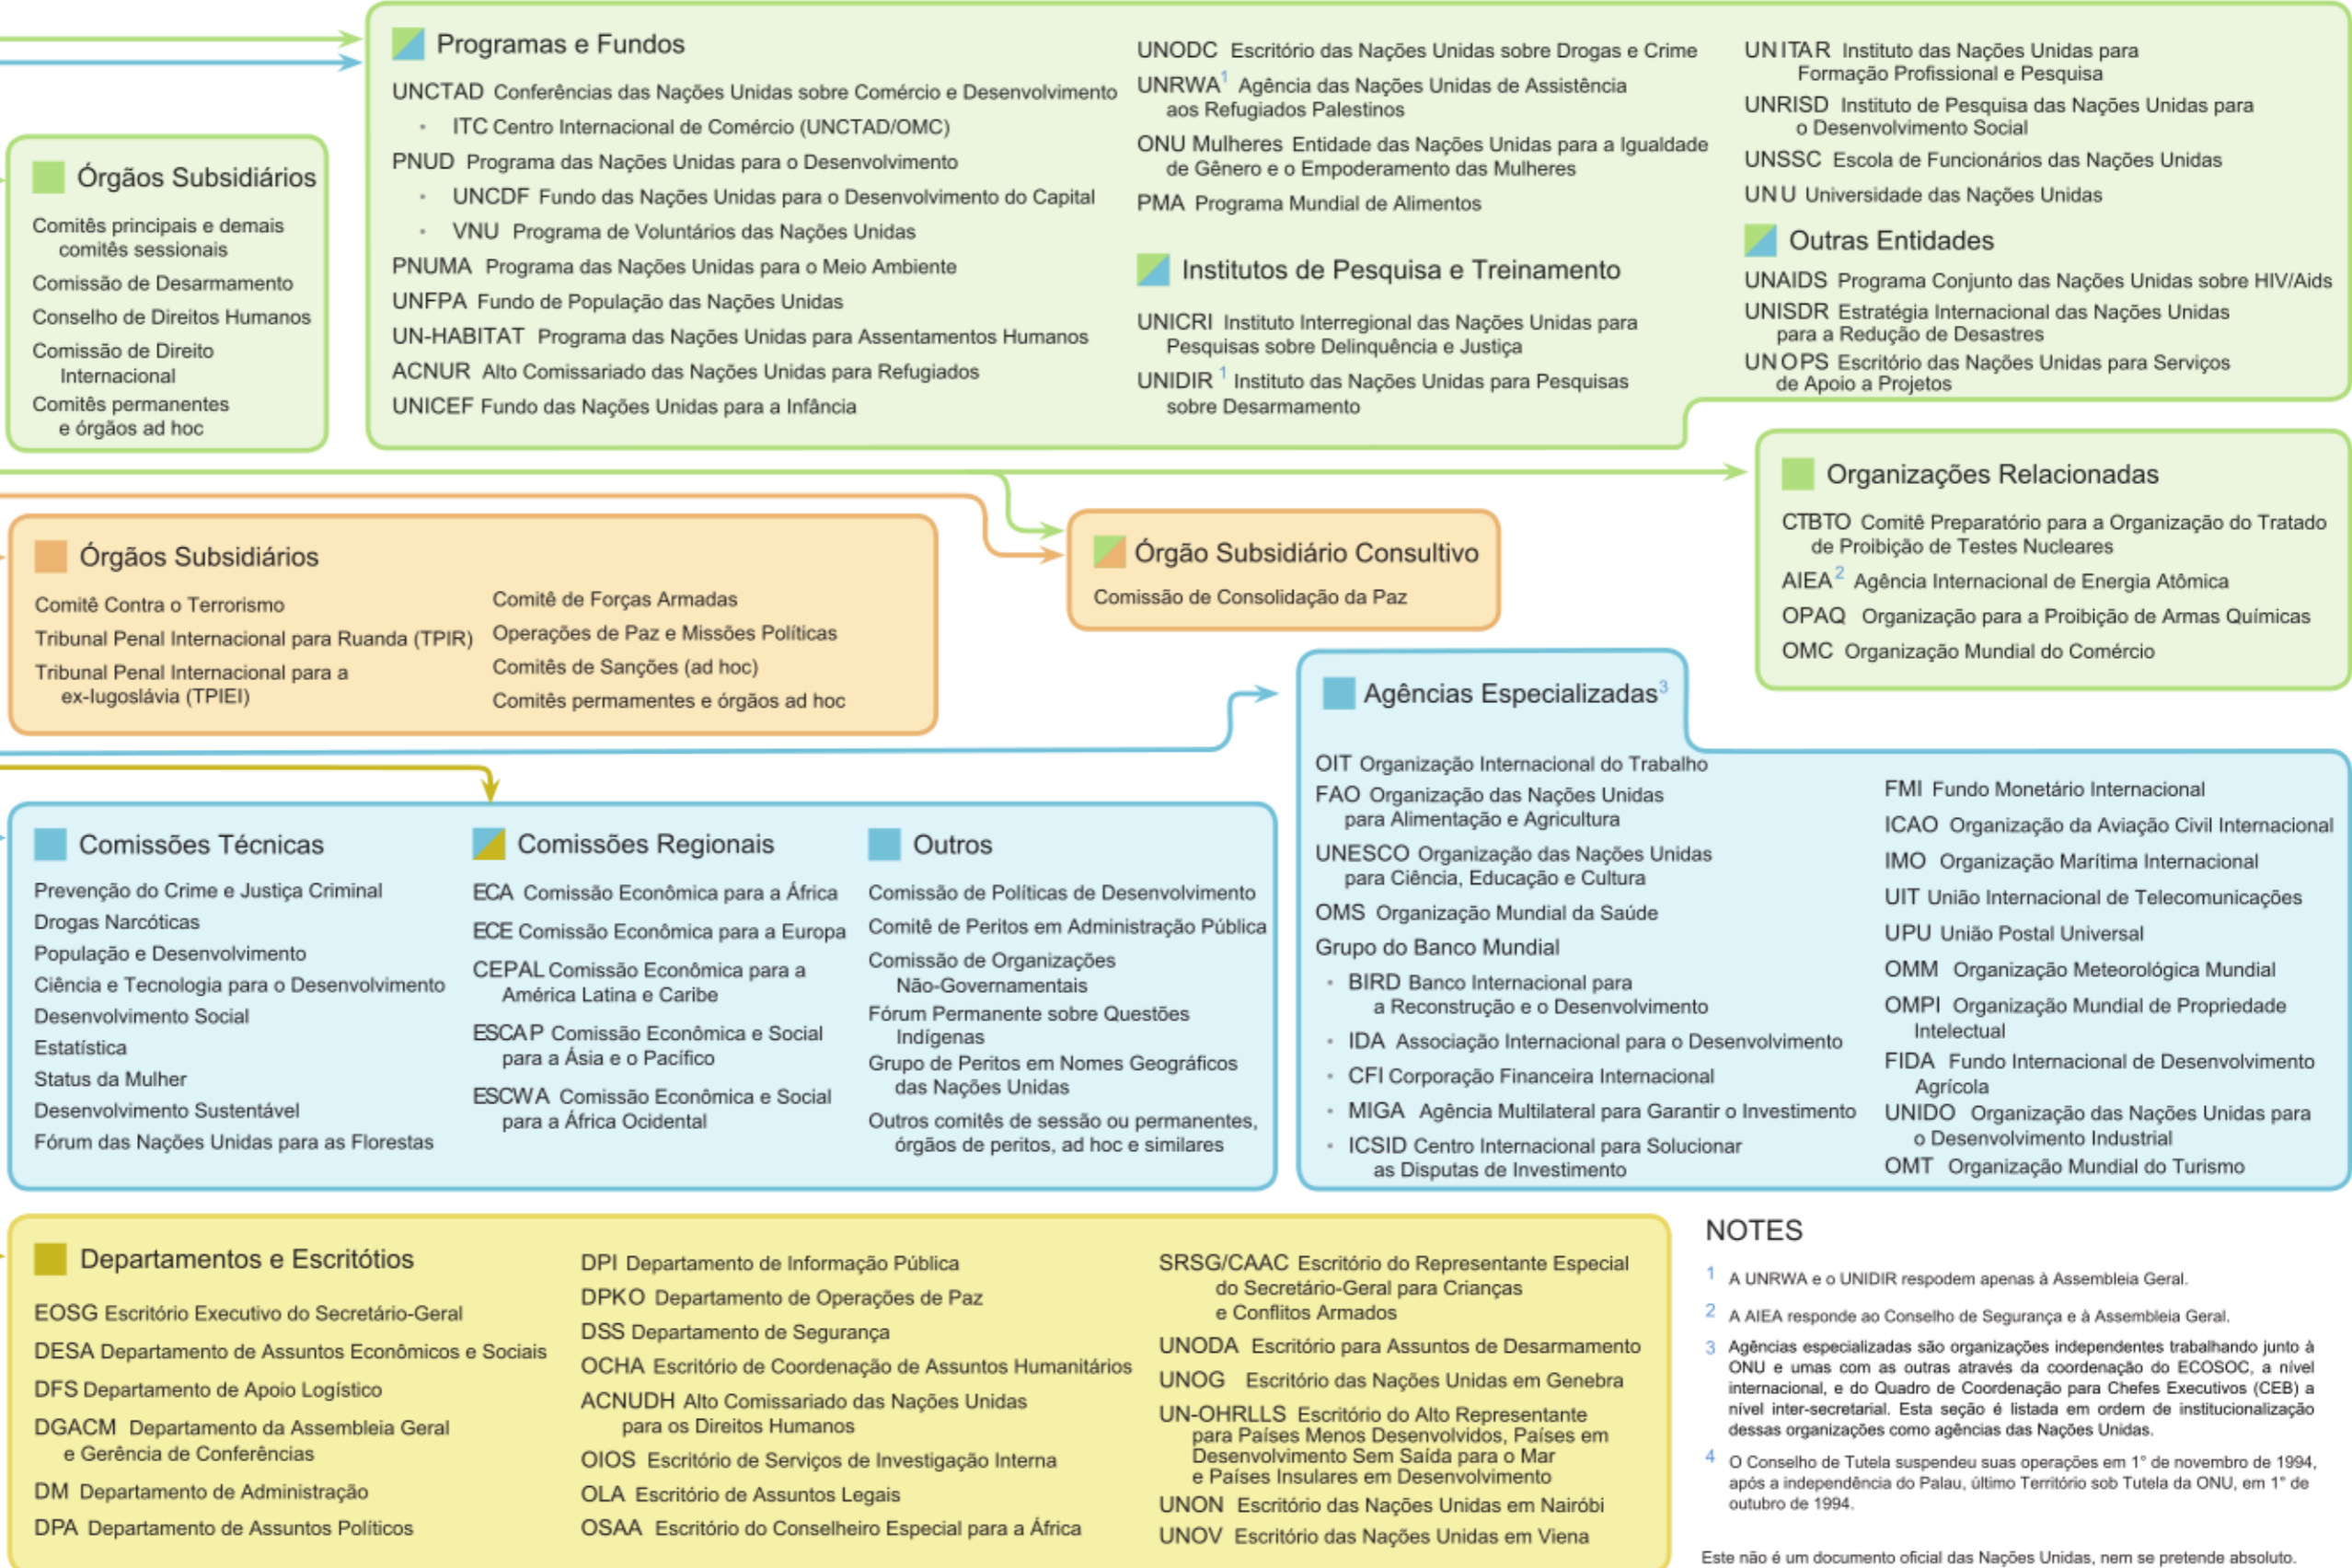 Programas e Fundos
UNCTAD Conferências das Nações Unidas sobre Comércio e Desenvolvimento
• ITC Centro Internacional de Comércio (UNCTAD/OMC)
PNUD Programa das Nações Unidas para o Desenvolvimento
• UNCDF Fundo das Nações Unidas para o Desenvolvimento do Capital
• VNU Programa de Voluntários das Nações Unidas
PNUMA Programa das Nações Unidas para o Meio Ambiente
UNFPA Fundo de População das Nações Unidas
UN-HABITAT Programa das Nações Unidas para Assentamentos Humanos
ACNUR Alto Comissariado das Nações Unidas para Refugiados
UNICEF Fundo das Nações Unidas para a Infância
UNODC Escritório das Nações Unidas sobre Drogas e Crime
UNRWA¹ Agência das Nações Unidas de Assistência
aos Refugiados Palestinos
ONU Mulheres Entidade das Nações Unidas para a Igualdade
de Gênero e o Empoderamento das Mulheres
PMA Programa Mundial de Alimentos
Institutos de Pesquisa e Treinamento
UNICRI Instituto Interregional das Nações Unidas para
Pesquisas sobre Delinquência e Justiça
UNIDIR ¹ Instituto das Nações Unidas para Pesquisas
sobre Desarmamento
UNITAR Instituto das Nações Unidas para
Formação Profissional e Pesquisa
UNRISD Instituto de Pesquisa das Nações Unidas para
o Desenvolvimento Social
UNSSC Escola de Funcionários das Nações Unidas
UNU Universidade das Nações Unidas
Outras Entidades
UNAIDS Programa Conjunto das Nações Unidas sobre HIV/Aids
UNISDR Estratégia Internacional das Nações Unidas
para a Redução de Desastres
UNOPS Escritório das Nações Unidas para Serviços
de Apoio a Projetos
Órgãos Subsidiários
Comitês principais e demais
comitês sessionais
Comissão de Desarmamento
Conselho de Direitos Humanos
Comissão de Direito
Internacional
Comitês permanentes
e órgãos ad hoc
Organizações Relacionadas
CTBTO Comitê Preparatório para a Organização do Tratado
de Proibição de Testes Nucleares
AIEA² Agência Internacional de Energia Atômica
OPAQ Organização para a Proibição de Armas Químicas
OMC Organização Mundial do Comércio
Órgãos Subsidiários
Comitê Contra o Terrorismo
Tribunal Penal Internacional para Ruanda (TPIR)
Tribunal Penal Internacional para a
ex-Iugoslávia (TPIEI)
Comitê de Forças Armadas
Operações de Paz e Missões Políticas
Comitês de Sanções (ad hoc)
Comitês permamentes e órgãos ad hoc
Órgão Subsidiário Consultivo
Comissão de Consolidação da Paz
Agências Especializadas³
OIT Organização Internacional do Trabalho
FAO Organização das Nações Unidas
para Alimentação e Agricultura
UNESCO Organização das Nações Unidas
para Ciência, Educação e Cultura
OMS Organização Mundial da Saúde
Grupo do Banco Mundial
• BIRD Banco Internacional para
a Reconstrução e o Desenvolvimento
• IDA Associação Internacional para o Desenvolvimento
• CFI Corporação Financeira Internacional
• MIGA Agência Multilateral para Garantir o Investimento
• ICSID Centro Internacional para Solucionar
as Disputas de Investimento
FMI Fundo Monetário Internacional
ICAO Organização da Aviação Civil Internacional
IMO Organização Marítima Internacional
UIT União Internacional de Telecomunicações
UPU União Postal Universal
OMM Organização Meteorológica Mundial
OMPI Organização Mundial de Propriedade
Intelectual
FIDA Fundo Internacional de Desenvolvimento
Agrícola
UNIDO Organização das Nações Unidas para
o Desenvolvimento Industrial
OMT Organização Mundial do Turismo
Comissões Técnicas
Prevenção do Crime e Justiça Criminal
Drogas Narcóticas
População e Desenvolvimento
Ciência e Tecnologia para o Desenvolvimento
Desenvolvimento Social
Estatística
Status da Mulher
Desenvolvimento Sustentável
Fórum das Nações Unidas para as Florestas
Comissões Regionais
ECA Comissão Econômica para a África
ECE Comissão Econômica para a Europa
CEPAL Comissão Econômica para a
América Latina e Caribe
ESCAP Comissão Econômica e Social
para a Ásia e o Pacífico
ESCWA Comissão Econômica e Social
para a África Ocidental
Outros
Comissão de Políticas de Desenvolvimento
Comitê de Peritos em Administração Pública
Comissão de Organizações
Não-Governamentais
Fórum Permanente sobre Questões
Indígenas
Grupo de Peritos em Nomes Geográficos
das Nações Unidas
Outros comitês de sessão ou permanentes,
órgãos de peritos, ad hoc e similares
Departamentos e Escritótios
EOSG Escritório Executivo do Secretário-Geral
DESA Departamento de Assuntos Econômicos e Sociais
DFS Departamento de Apoio Logístico
DGACM Departamento da Assembleia Geral
e Gerência de Conferências
DM Departamento de Administração
DPA Departamento de Assuntos Políticos
DPI Departamento de Informação Pública
DPKO Departamento de Operações de Paz
DSS Departamento de Segurança
OCHA Escritório de Coordenação de Assuntos Humanitários
ACNUDH Alto Comissariado das Nações Unidas
para os Direitos Humanos
OIOS Escritório de Serviços de Investigação Interna
OLA Escritório de Assuntos Legais
OSAA Escritório do Conselheiro Especial para a África
SRSG/CAAC Escritório do Representante Especial
do Secretário-Geral para Crianças
e Conflitos Armados
UNODA Escritório para Assuntos de Desarmamento
UNOG Escritório das Nações Unidas em Genebra
UN-OHRLLS Escritório do Alto Representante
para Países Menos Desenvolvidos, Países em
Desenvolvimento Sem Saída para o Mar
e Países Insulares em Desenvolvimento
UNON Escritório das Nações Unidas em Nairóbi
UNOV Escritório das Nações Unidas em Viena
NOTES
1 A UNRWA e o UNIDIR respodem apenas à Assembleia Geral.
2 A AIEA responde ao Conselho de Segurança e à Assembleia Geral.
3 Agências especializadas são organizações independentes trabalhando junto à
ONU e umas com as outras através da coordenação do ECOSOC, a nível
internacional, e do Quadro de Coordenação para Chefes Executivos (CEB) a
nível inter-secretarial. Esta seção é listada em ordem de institucionalização
dessas organizações como agências das Nações Unidas.
4 O Conselho de Tutela suspendeu suas operações em 1° de novembro de 1994,
após a independência do Palau, último Território sob Tutela da ONU, em 1° de
outubro de 1994.
Este não é um documento oficial das Nações Unidas, nem se pretende absoluto.